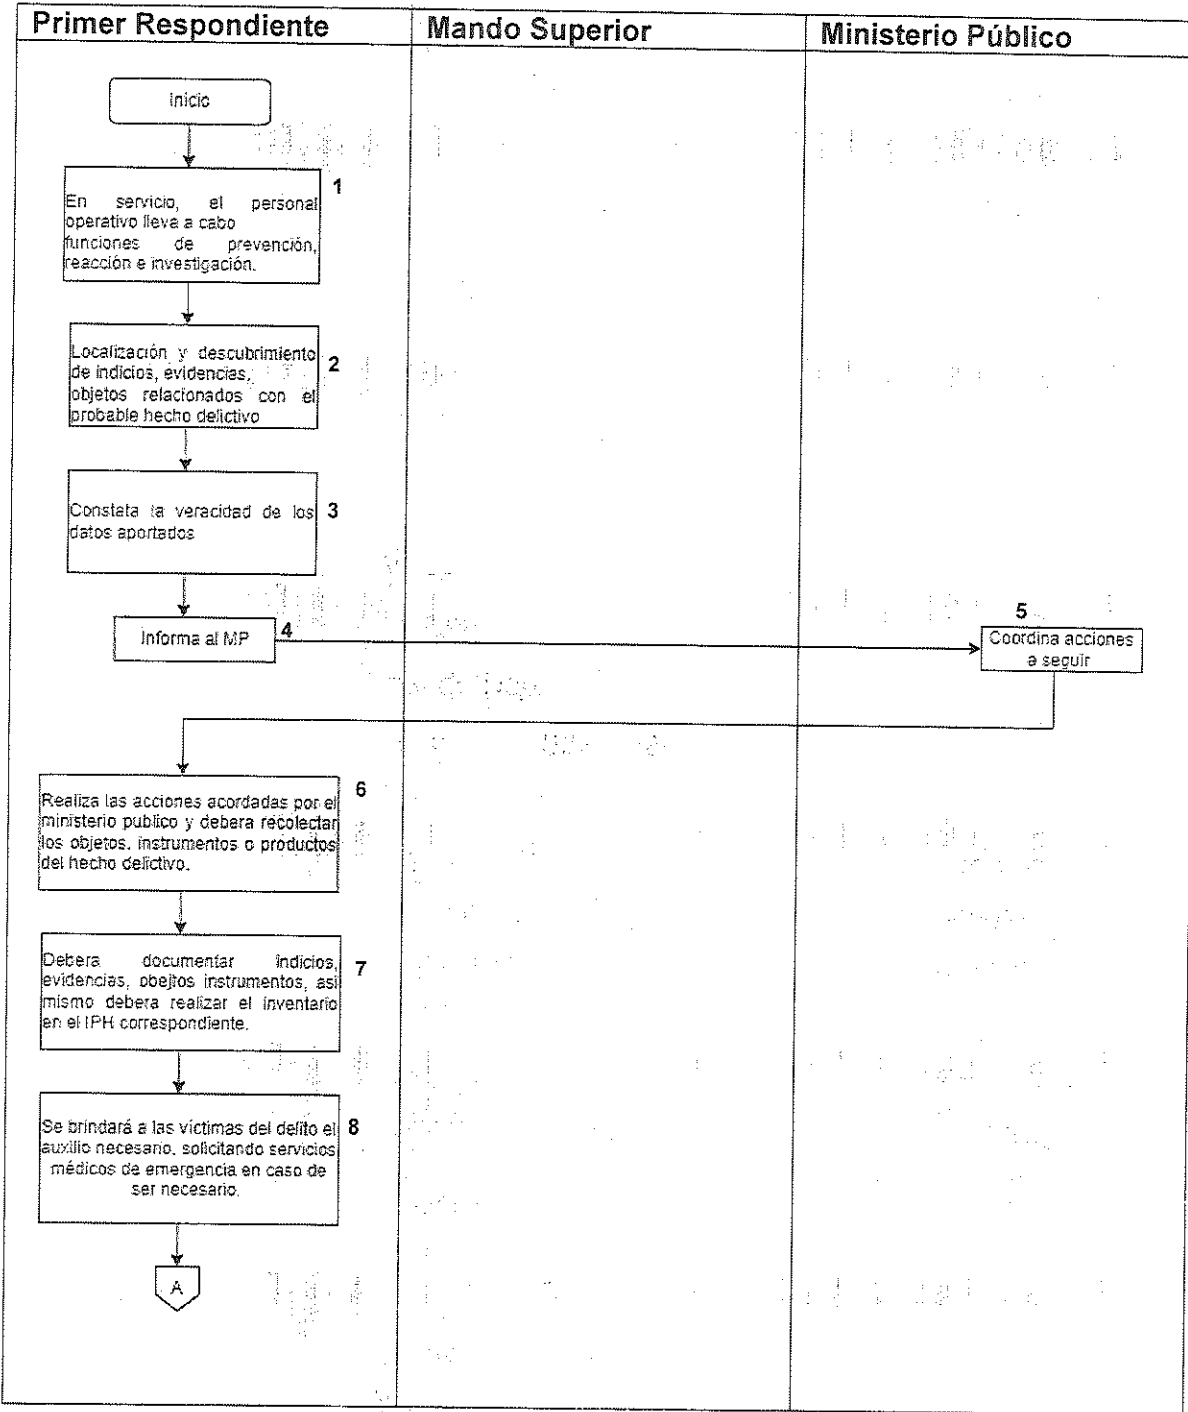 Primer Respondiente
Mando Superior
Ministerio Público
Inicio
1
En servicio, el personal
operativo lleva a cabo
funciones de prevención,
reacción e investigación.
2
Localización y descubrimiento
de indicios, evidencias,
objetos relacionados con el
probable hecho delictivo
3
Constata la veracidad de los
datos aportados
Informa al MP
4
5
Coordina acciones
a seguir
6
Realiza las acciones acordadas por el
ministerio publico y debera recolectar
los objetos, instrumentos o productos
del hecho delictivo.
7
Debera documentar indicios,
evidencias, obejtos instrumentos, asi
mismo debera realizar el inventario
en el IPH correspondiente.
8
Se brindará a las víctimas del delito el
auxilio necesario, solicitando servicios
médicos de emergencia en caso de
ser necesario.
A